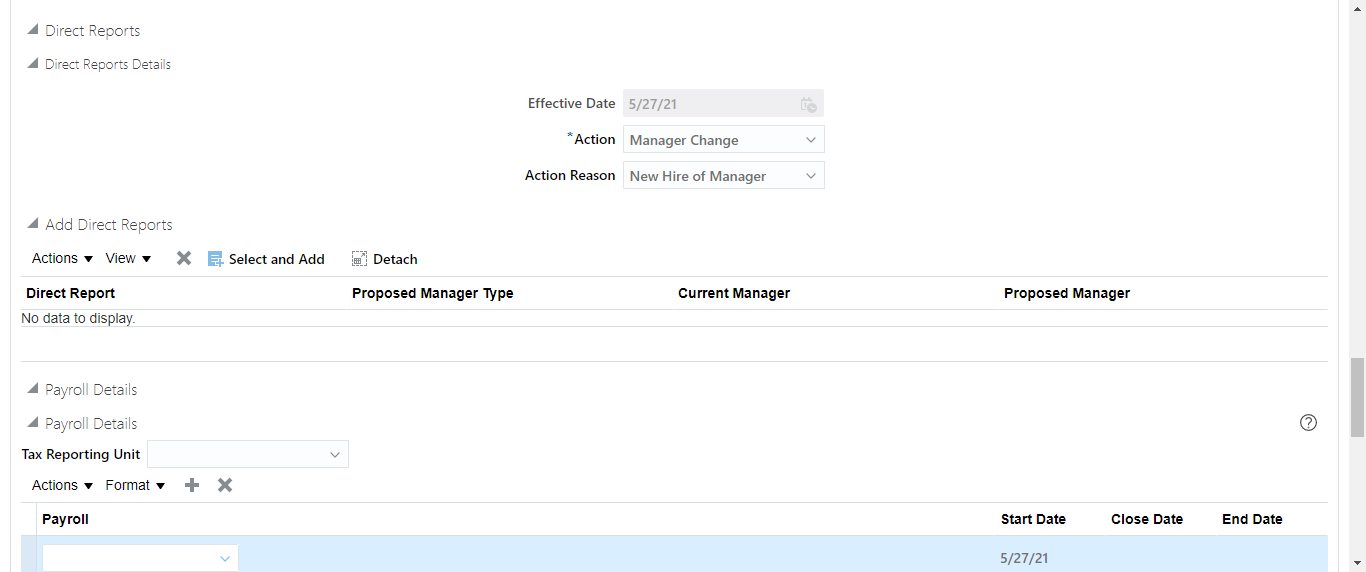 Direct Reports
Direct Reports Details
Effective Date 5/27/21
*Action Manager Change
Action Reason New Hire of Manager
Add Direct Reports
Actions View Select and Add Detach
Direct Report Proposed Manager Type Current Manager Proposed Manager
No data to display.
Payroll Details
Payroll Details
Tax Reporting Unit
Actions Format
Payroll Start Date Close Date End Date
5/27/21